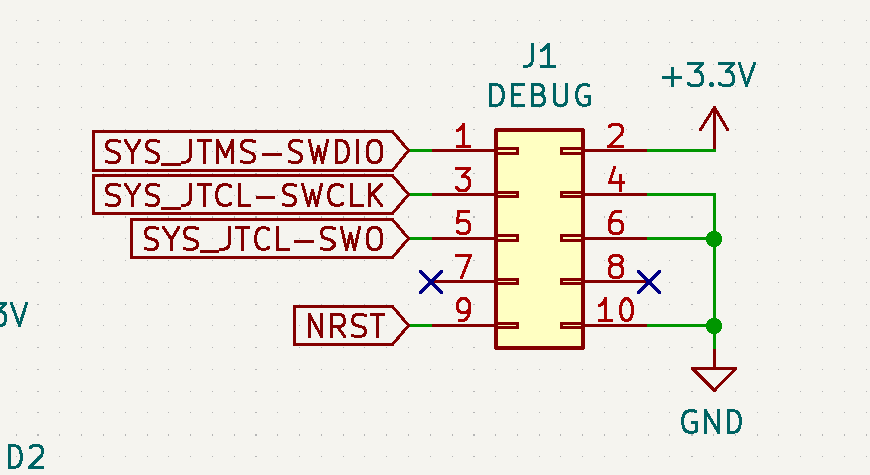 J1
DEBUG
+3.3V
SYS_JTMS-SWDIO 1 2
SYS_JTCL-SWCLK 3 4
SYS_JTCL-SWO 5 6
7 8
NRST 9 10
3V
GND
D2